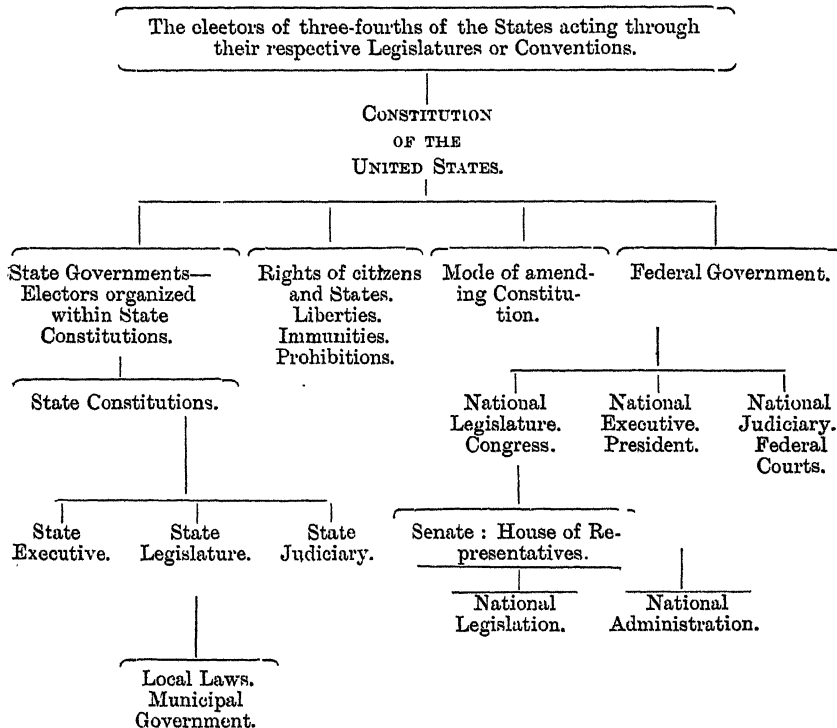 The cleetors of three-fourths of the States acting through
their respective Legislatures or Conventions.
CONSTITUTION
OF THE
UNITED STATES.
State Governments—
Electors organized
within State
Constitutions.
Rights of citizens
and States.
Liberties.
Immunities.
Prohibitions.
Mode of amend-
ing Constitu-
tion.
Federal Government.
State Constitutions.
National
Legislature.
Congress.
National
Executive.
President.
National
Judiciary.
Federal
Courts.
State
Executive.
State
Legislature.
State
Judiciary.
Senate : House of Re-
presentatives.
National
Legislation.
National
Administration.
Local Laws.
Municipal
Government.